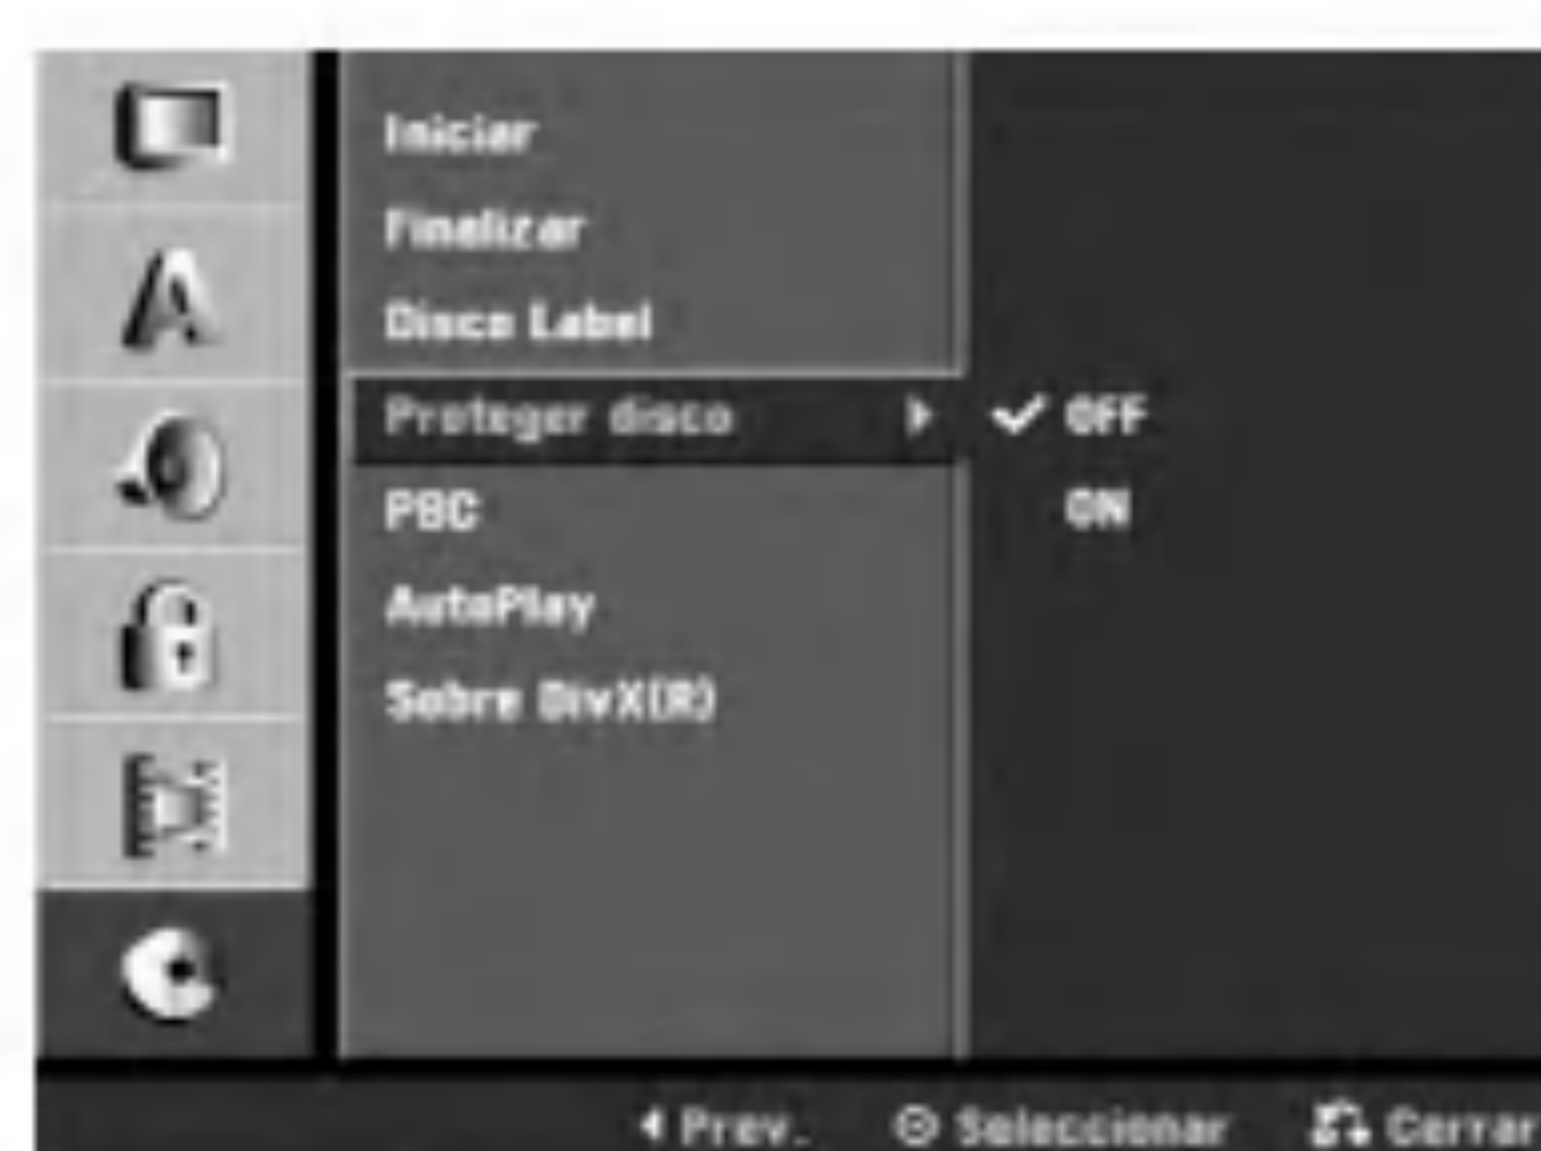 Iniciar
Finalizar
Disco Label
Proteger disco
OFF
PBC
ON
AutoPlay
Sobre DivX(R)
Prev. Seleccionar Cerrar